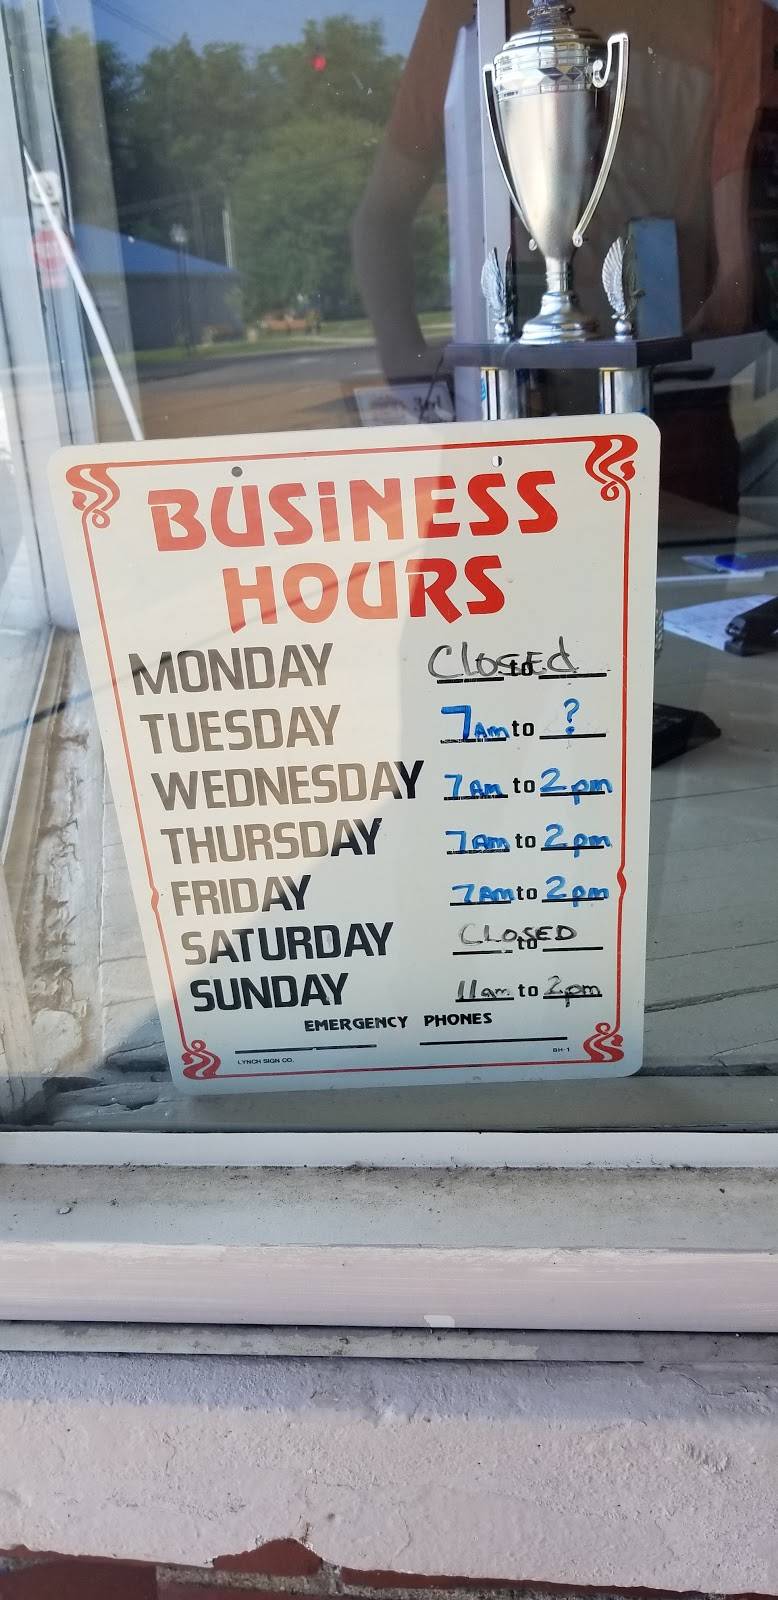 BUSINESS
HOURS
MONDAY Closed to
TUESDAY 7Am to ?
WEDNESDAY 7Am to 2pm
THURSDAY 7Am to 2pm
FRIDAY 7Am to 2pm
SATURDAY CLOSED to
SUNDAY 11am to 2pm
EMERGENCY PHONES
LYNCH SIGN CO. BH-1